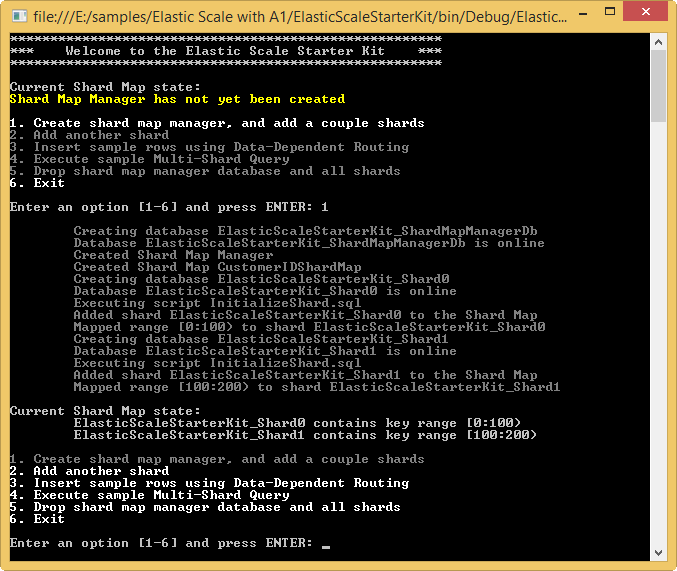 file:///E:/samples/Elastic Scale with A1/ElasticScaleStarterKit/bin/Debug/Elastic...
******************************************************
***    Welcome to the Elastic Scale Starter Kit    ***
******************************************************
Current Shard Map state:
Shard Map Manager has not yet been created
1. Create shard map manager, and add a couple shards
2. Add another shard
3. Insert sample rows using Data-Dependent Routing
4. Execute sample Multi-Shard Query
5. Drop shard map manager database and all shards
6. Exit
Enter an option [1-6] and press ENTER: 1
Creating database ElasticScaleStarterKit_ShardMapManagerDb
Database ElasticScaleStarterKit_ShardMapManagerDb is online
Created Shard Map Manager
Created Shard Map CustomerIDShardMap
Creating database ElasticScaleStarterKit_Shard0
Database ElasticScaleStarterKit_Shard0 is online
Executing script InitializeShard.sql
Added shard ElasticScaleStarterKit_Shard0 to the Shard Map
Mapped range [0:100) to shard ElasticScaleStarterKit_Shard0
Creating database ElasticScaleStarterKit_Shard1
Database ElasticScaleStarterKit_Shard1 is online
Executing script InitializeShard.sql
Added shard ElasticScaleStarterKit_Shard1 to the Shard Map
Mapped range [100:200) to shard ElasticScaleStarterKit_Shard1
Current Shard Map state:
ElasticScaleStarterKit_Shard0 contains key range [0:100)
ElasticScaleStarterKit_Shard1 contains key range [100:200)
1. Create shard map manager, and add a couple shards
2. Add another shard
3. Insert sample rows using Data-Dependent Routing
4. Execute sample Multi-Shard Query
5. Drop shard map manager database and all shards
6. Exit
Enter an option [1-6] and press ENTER: _